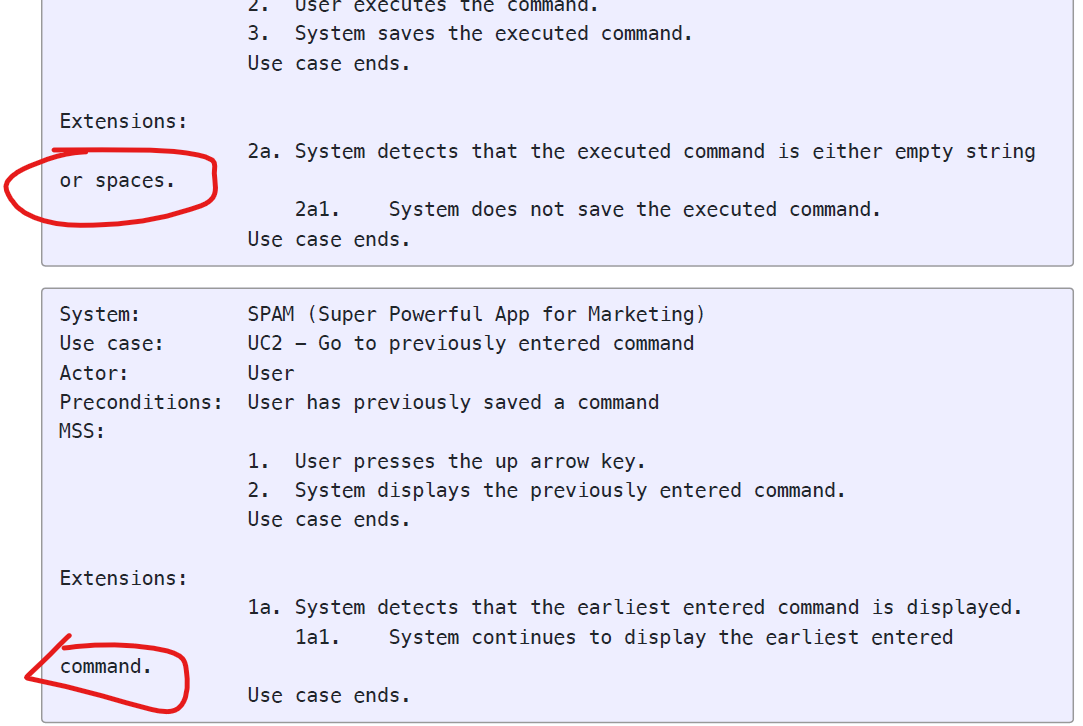 2.  User executes the command.
3.  System saves the executed command.
Use case ends.
Extensions:
2a. System detects that the executed command is either empty string
or spaces.
2a1.    System does not save the executed command.
Use case ends.
System:         SPAM (Super Powerful App for Marketing)
Use case:       UC2 – Go to previously entered command
Actor:          User
Preconditions:  User has previously saved a command
MSS:
1.  User presses the up arrow key.
2.  System displays the previously entered command.
Use case ends.
Extensions:
1a. System detects that the earliest entered command is displayed.
1a1.    System continues to display the earliest entered
command.
Use case ends.